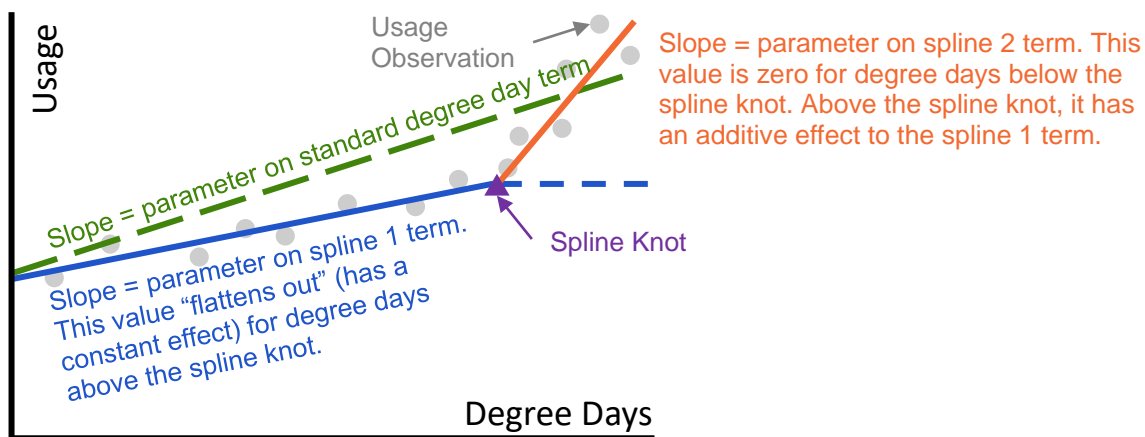 Usage
Usage
Observation
Slope = parameter on standard degree day term
Slope = parameter on spline 2 term. This
value is zero for degree days below the
spline knot. Above the spline knot, it has
an additive effect to the spline 1 term.
Spline Knot
Slope = parameter on spline 1 term.
This value “flattens out” (has a
constant effect) for degree days
above the spline knot.
Degree Days